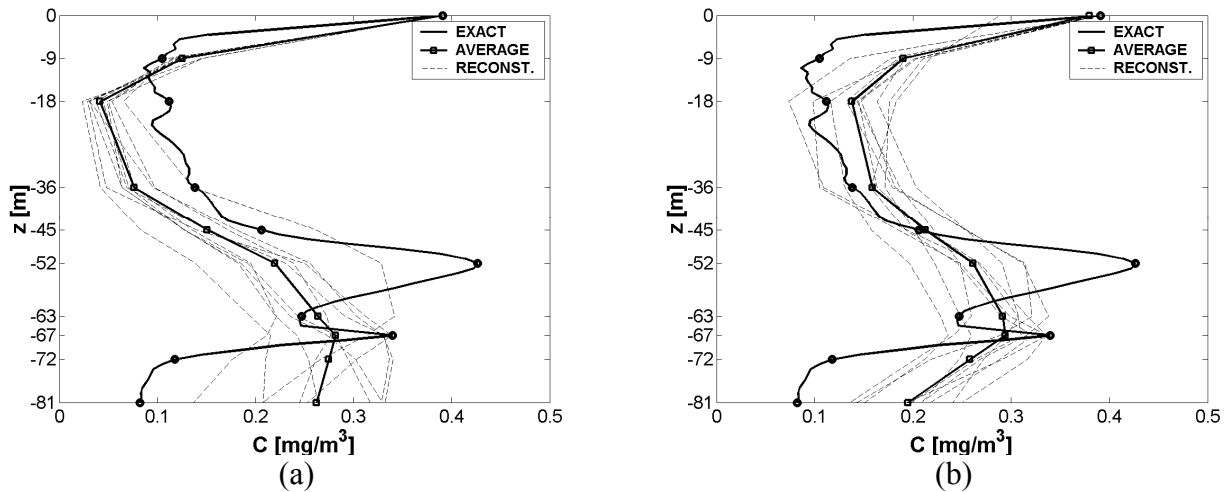 0
-9
-18
-36
-45
-52
-63
-67
-72
-81
z [m]
EXACT
AVERAGE
RECONST.
0 0.1 0.2 0.3 0.4 0.5
C [mg/m³]
(a)
0
-9
-18
-36
-45
-52
-63
-67
-72
-81
z [m]
EXACT
AVERAGE
RECONST.
0 0.1 0.2 0.3 0.4 0.5
C [mg/m³]
(b)